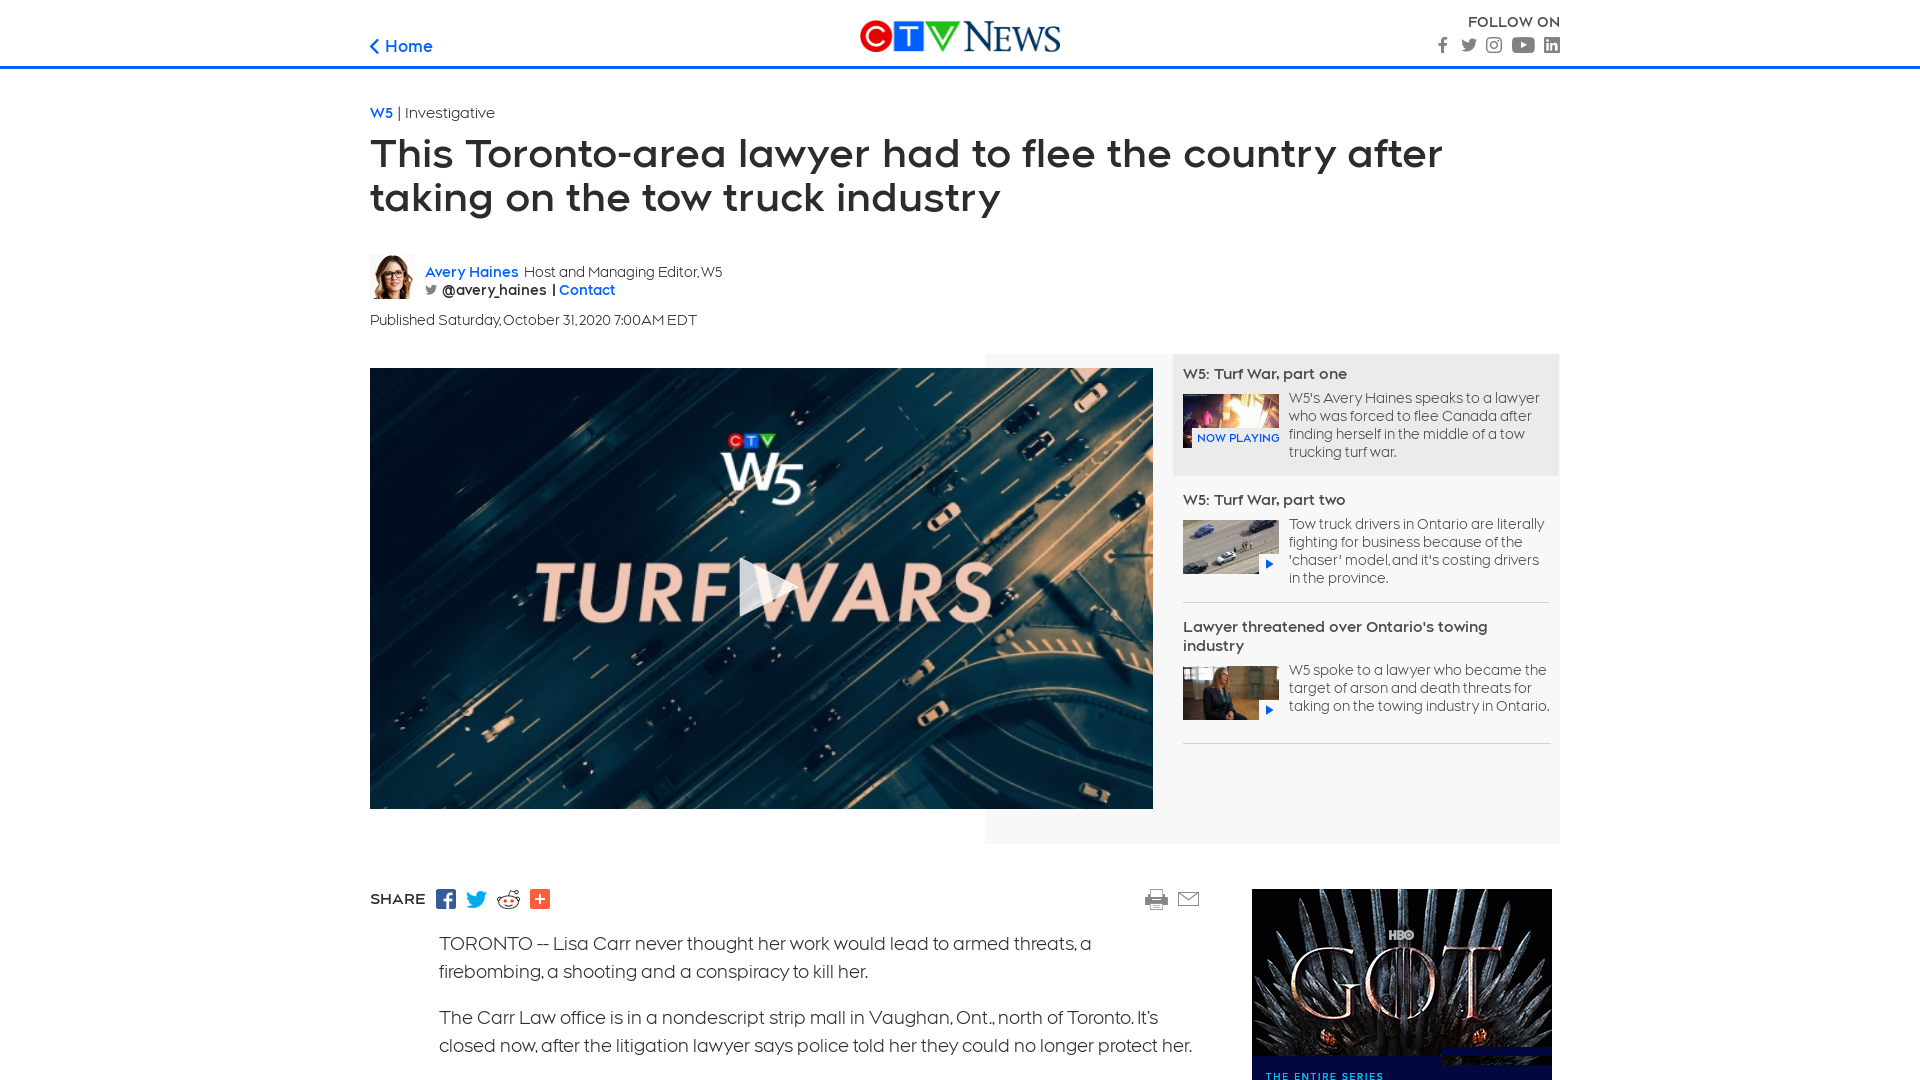 Home
CTV NEWS
FOLLOW ON
W5 | Investigative
This Toronto-area lawyer had to flee the country after
taking on the tow truck industry
Avery Haines Host and Managing Editor, W5
@avery_haines | Contact
Published Saturday, October 31, 2020 7:00AM EDT
CTV
W5
TURF WARS
W5: Turf War, part one
NOW PLAYING
W5's Avery Haines speaks to a lawyer
who was forced to flee Canada after
finding herself in the middle of a tow
trucking turf war.
W5: Turf War, part two
Tow truck drivers in Ontario are literally
fighting for business because of the
'chaser' model, and it's costing drivers
in the province.
Lawyer threatened over Ontario's towing
industry
W5 spoke to a lawyer who became the
target of arson and death threats for
taking on the towing industry in Ontario.
SHARE
TORONTO -- Lisa Carr never thought her work would lead to armed threats, a
firebombing, a shooting and a conspiracy to kill her.
The Carr Law office is in a nondescript strip mall in Vaughan, Ont., north of Toronto. It’s
closed now, after the litigation lawyer says police told her they could no longer protect her.
HBO
GOT
THE ENTIRE SERIES